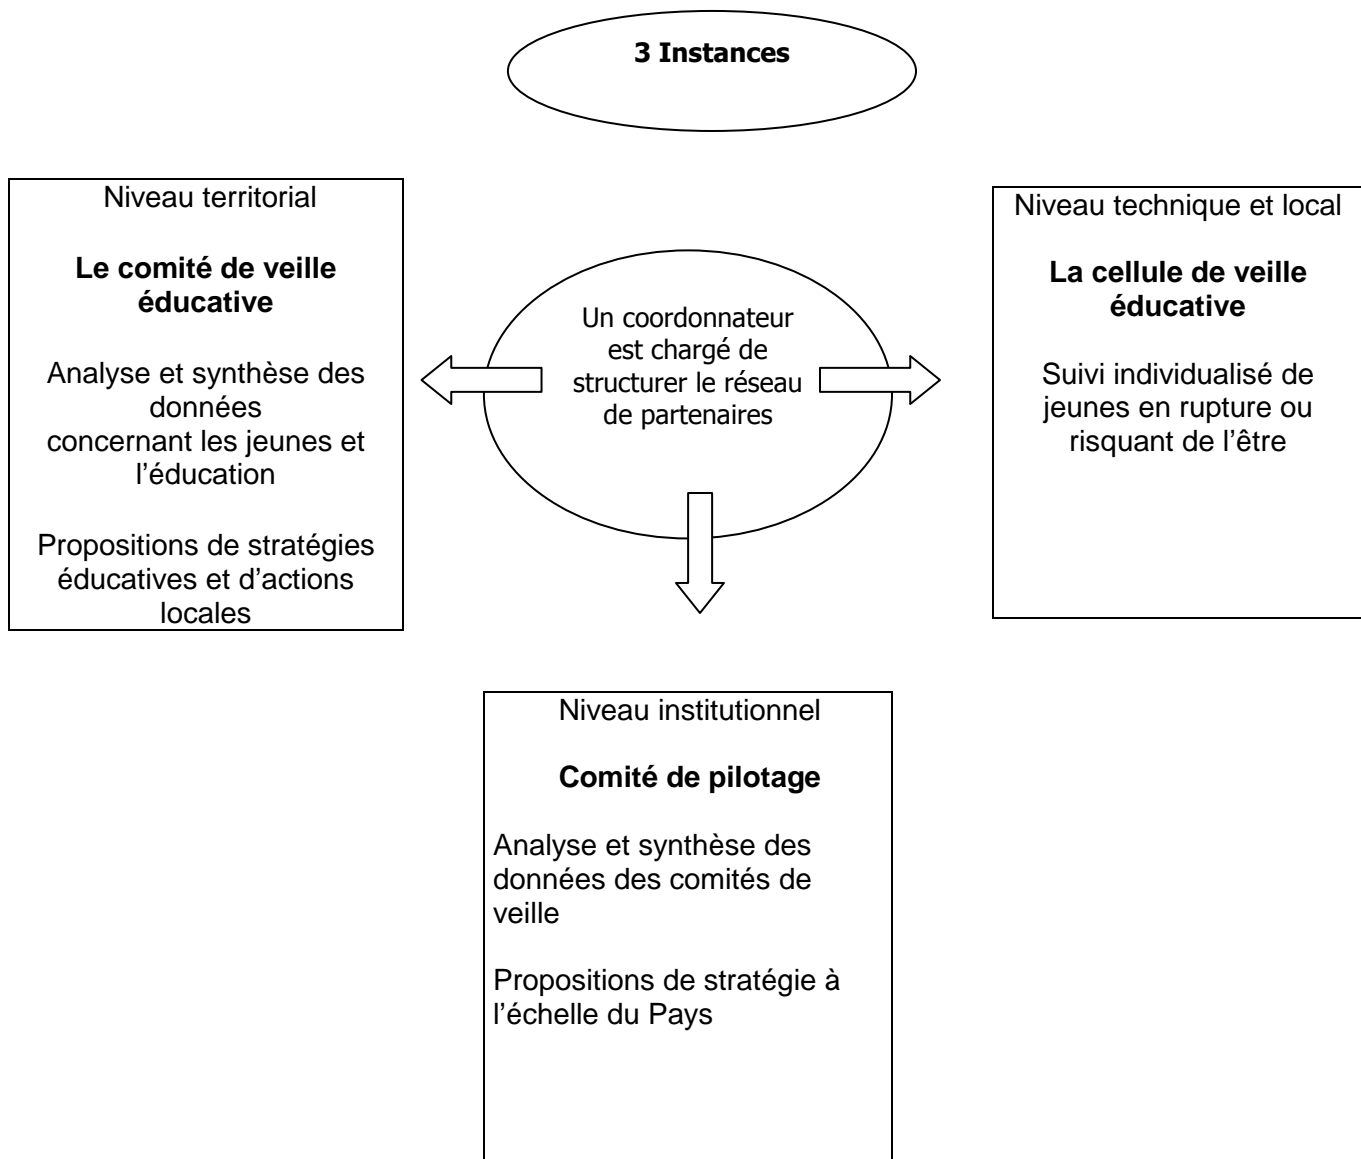 3 Instances
Niveau territorial
Le comité de veille
éducative
Analyse et synthèse des
données
concernant les jeunes et
l’éducation
Propositions de stratégies
éducatives et d’actions
locales
Un coordonnateur
est chargé de
structurer le réseau
de partenaires
Niveau technique et local
La cellule de veille
éducative
Suivi individualisé de
jeunes en rupture ou
risquant de l’être
Niveau institutionnel
Comité de pilotage
Analyse et synthèse des
données des comités de
veille
Propositions de stratégie à
l’échelle du Pays